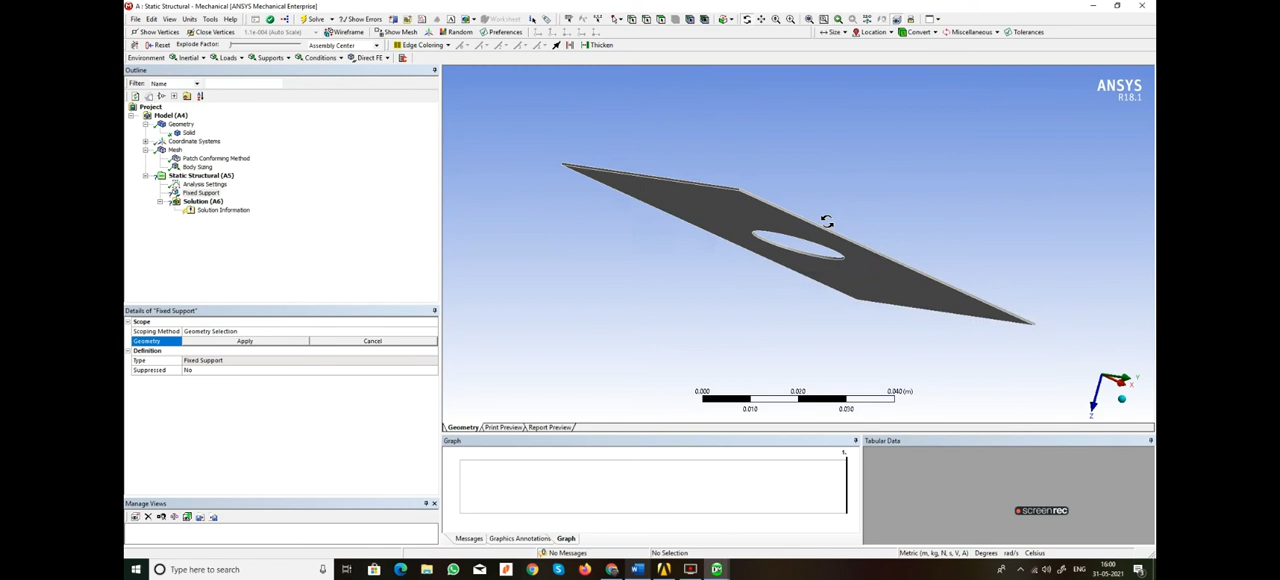 A : Static Structural - Mechanical [ANSYS Mechanical Enterprise]
File Edit View Units Tools Help Solve ?/Show Errors Worksheet
Show Vertices Close Vertices 1.1e-004 (Auto Scale) Wireframe Show Mesh Random Preferences Size Location Convert Miscellaneous Tolerances
Reset Explode Factor: Assembly Center Edge Coloring Thicken
Environment Inertial Loads Supports Conditions Direct FE
Outline
Filter: Name
Project
Model (A4)
Geometry
Solid
Coordinate Systems
Mesh
Patch Conforming Method
Body Sizing
Static Structural (A5)
Analysis Settings
Fixed Support
Solution (A6)
Solution Information
ANSYS
R18.1
Details of "Fixed Support"
Scope
Scoping Method Geometry Selection
Geometry Apply Cancel
Definition
Type Fixed Support
Suppressed No
0.000 0.020 0.040 (m)
0.010 0.030
Y
X
Z
Geometry Print Preview Report Preview
Graph
Tabular Data
1.
Manage Views
screenrec
Messages Graphics Annotations Graph
No Messages No Selection Metric (m, kg, N, s, V, A) Degrees rad/s Celsius
Type here to search
ENG
16:00
31-05-2021